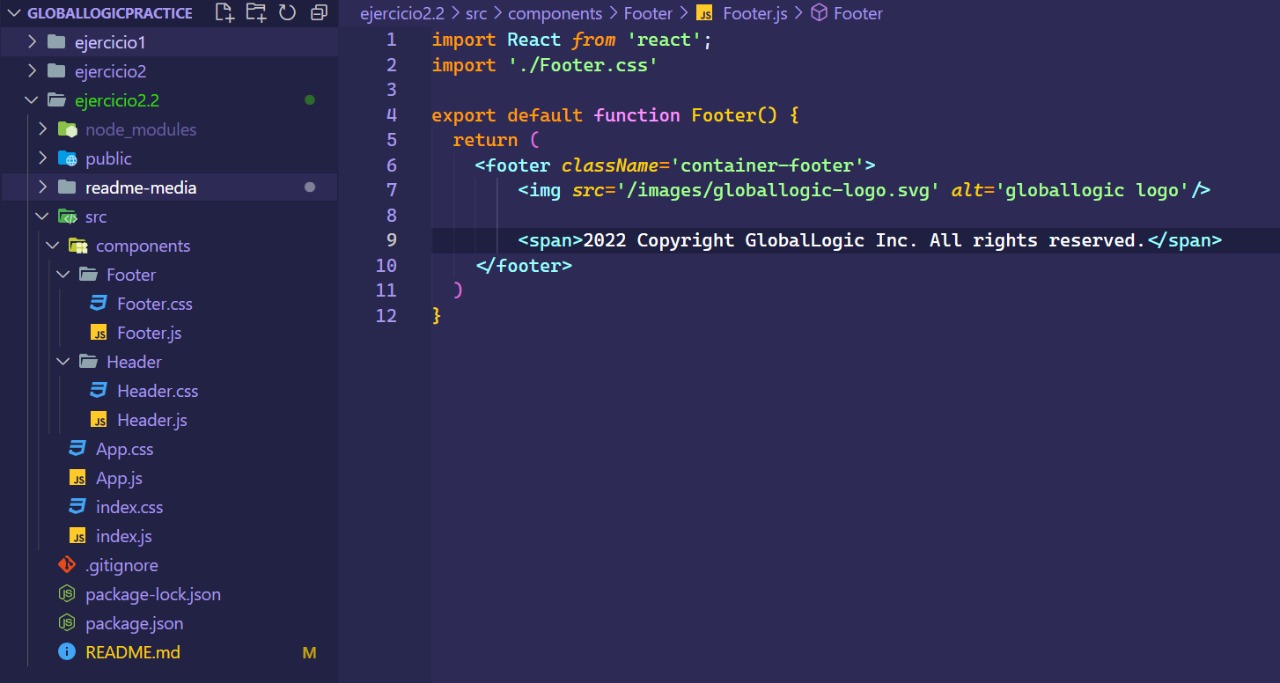 GLOBALLOGICPRACTICE
ejercicio1
ejercicio2
ejercicio2.2
node_modules
public
readme-media
src
components
Footer
Footer.css
Footer.js
Header
Header.css
Header.js
App.css
App.js
index.css
index.js
.gitignore
package-lock.json
package.json
README.md M
ejercicio2.2 > src > components > Footer > JS Footer.js > Footer
1 import React from 'react';
2 import './Footer.css'
3
4 export default function Footer() {
5 return (
6 <footer className='container-footer'>
7 <img src='/images/globallogic-logo.svg' alt='globallogic logo'/>
8
9 <span>2022 Copyright GlobalLogic Inc. All rights reserved.</span>
10 </footer>
11 )
12 }